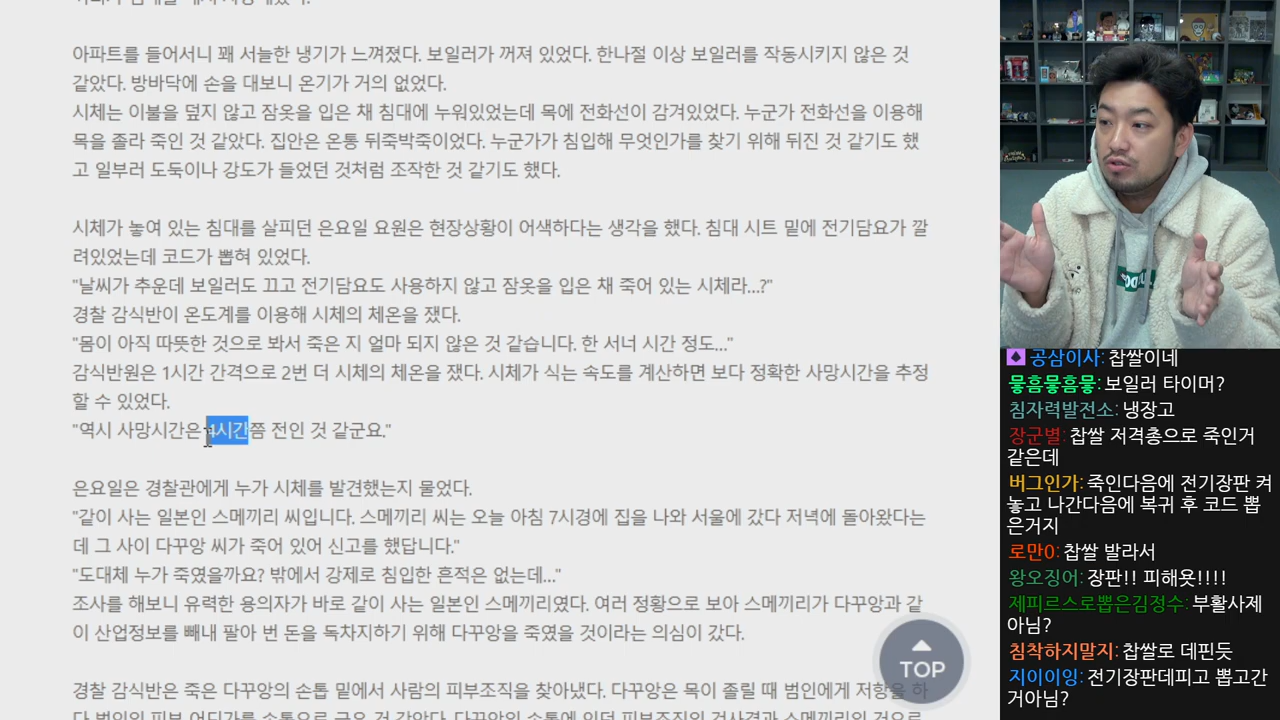 아파트를 들어서니 꽤 서늘한 냉기가 느껴졌다. 보일러가 꺼져 있었다. 한나절 이상 보일러를 작동시키지 않은 것
같았다. 방바닥에 손을 대보니 온기가 거의 없었다.
시체는 이불을 덮지 않고 잠옷을 입은 채 침대에 누워있었는데 목에 전화선이 감겨있었다. 누군가 전화선을 이용해
목을 졸라 죽인 것 같았다. 집안은 온통 뒤죽박죽이었다. 누군가가 침입해 무엇인가를 찾기 위해 뒤진 것 같기도 했
고 일부러 도둑이나 강도가 들었던 것처럼 조작한 것 같기도 했다.
시체가 놓여 있는 침대를 살피던 은요일 요원은 현장상황이 어색하다는 생각을 했다. 침대 시트 밑에 전기담요가 깔
려있었는데 코드가 뽑혀 있었다.
"날씨가 추운데 보일러도 끄고 전기담요도 사용하지 않고 잠옷을 입은 채 죽어 있는 시체라...?"
경찰 감식반이 온도계를 이용해 시체의 체온을 쟀다.
"몸이 아직 따뜻한 것으로 봐서 죽은 지 얼마 되지 않은 것 같습니다. 한 서너 시간 정도..."
감식반원은 1시간 간격으로 2번 더 시체의 체온을 쟀다. 시체가 식는 속도를 계산하면 보다 정확한 사망시간을 추정
할 수 있었다.
"역시 사망시간은 4시간쯤 전인 것 같군요."
은요일은 경찰관에게 누가 시체를 발견했는지 물었다.
"같이 사는 일본인 스메끼리 씨입니다. 스메끼리 씨는 오늘 아침 7시경에 집을 나와 서울에 갔다 저녁에 돌아왔다는
데 그 사이 다꾸앙 씨가 죽어 있어 신고를 했답니다."
"도대체 누가 죽였을까요? 밖에서 강제로 침입한 흔적은 없는데..."
조사를 해보니 유력한 용의자가 바로 같이사는 일본인 스메끼리였다. 여러 정황으로 보아 스메끼리가 다꾸앙과 같
이 산업정보를 빼내 팔아 번 돈을 독차지하기 위해 다꾸앙을 죽였을 것이라는 의심이 갔다.
경찰 감식반은 죽은 다꾸앙의 손톱 밑에서 사람의 피부조직을 찾아냈다. 다꾸앙은 목이 졸릴 때 범인에게 저항을 하
TOP
공삼이사: 찹쌀이네
뭏흠뭏흠뭏: 보일러 타이머?
침자력발전소: 냉장고
장군별: 찹쌀 저격총으로 죽인거
같은데
버그인가: 죽인다음에 전기장판 켜
놓고 나간다음에 복귀 후 코드 뽑
은거지
로만0: 찹쌀 발라서
왕오징어: 장판!! 피해욧!!!!
제피르스로뽑은김정수: 부활사제
아님?
침착하지말지: 찹쌀로 데핀듯
지이이잉: 전기장판데피고 뽑고간
거아님?